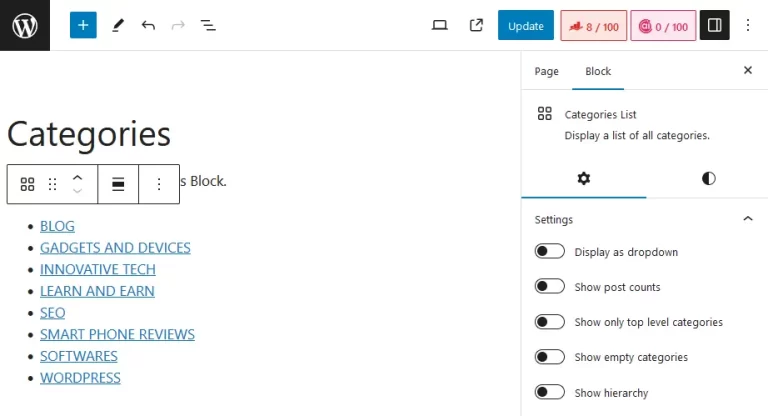 Update
8 / 100
0 / 100
Page
Block
Categories List
Display a list of all categories.
Categories
s Block.
BLOG
GADGETS AND DEVICES
INNOVATIVE TECH
LEARN AND EARN
SEO
SMART PHONE REVIEWS
SOFTWARES
WORDPRESS
Settings
Display as dropdown
Show post counts
Show only top level categories
Show empty categories
Show hierarchy